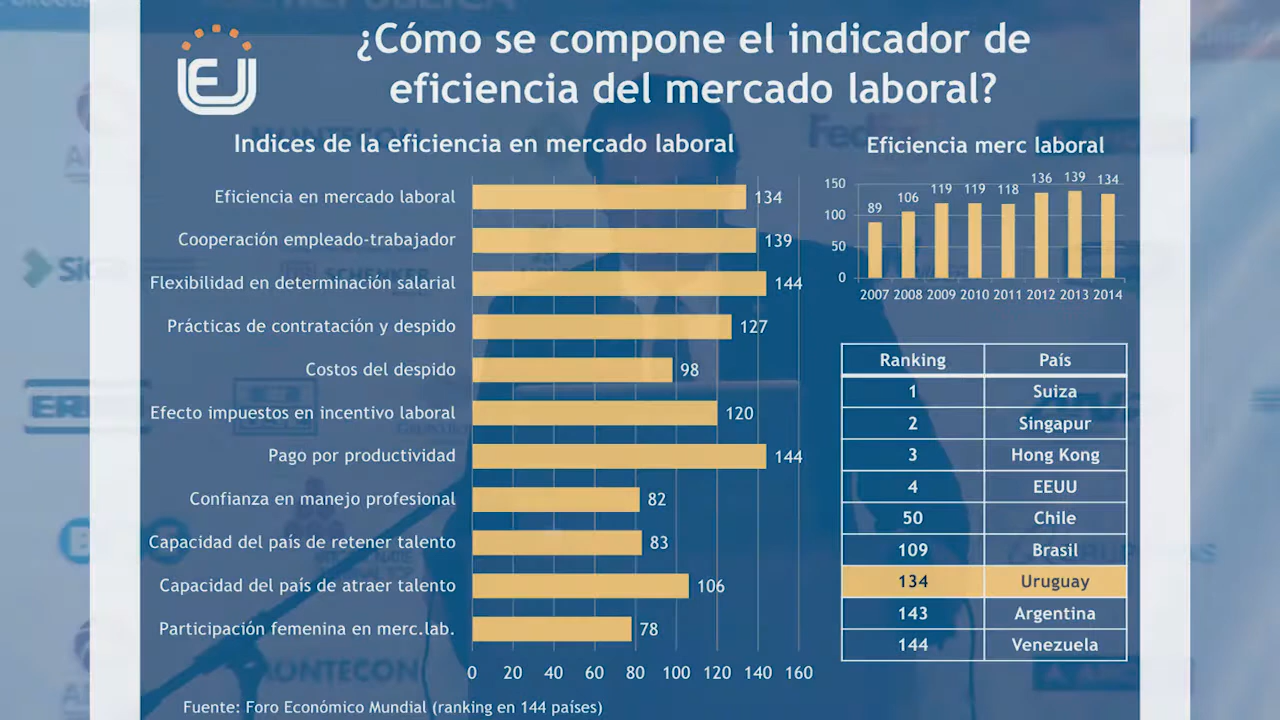 ¿Cómo se compone el indicador de
eficiencia del mercado laboral?
EU
Indices de la eficiencia en mercado laboral
Eficiencia en mercado laboral 134
Cooperación empleado-trabajador 139
Flexibilidad en determinación salarial 144
Prácticas de contratación y despido 127
Costos del despido 98
Efecto impuestos en incentivo laboral 120
Pago por productividad 144
Confianza en manejo profesional 82
Capacidad del país de retener talento 83
Capacidad del país de atraer talento 106
Participación femenina en merc.lab. 78
0 20 40 60 80 100 120 140 160
Fuente: Foro Económico Mundial (ranking en 144 países)
Eficiencia merc laboral
150
100
50
0
89 106 119 119 118 136 139 134
2007 2008 2009 2010 2011 2012 2013 2014
Ranking País
1 Suiza
2 Singapur
3 Hong Kong
4 EEUU
50 Chile
109 Brasil
134 Uruguay
143 Argentina
144 Venezuela
FedEx
MONTECON
SCHENKER
MONTECON